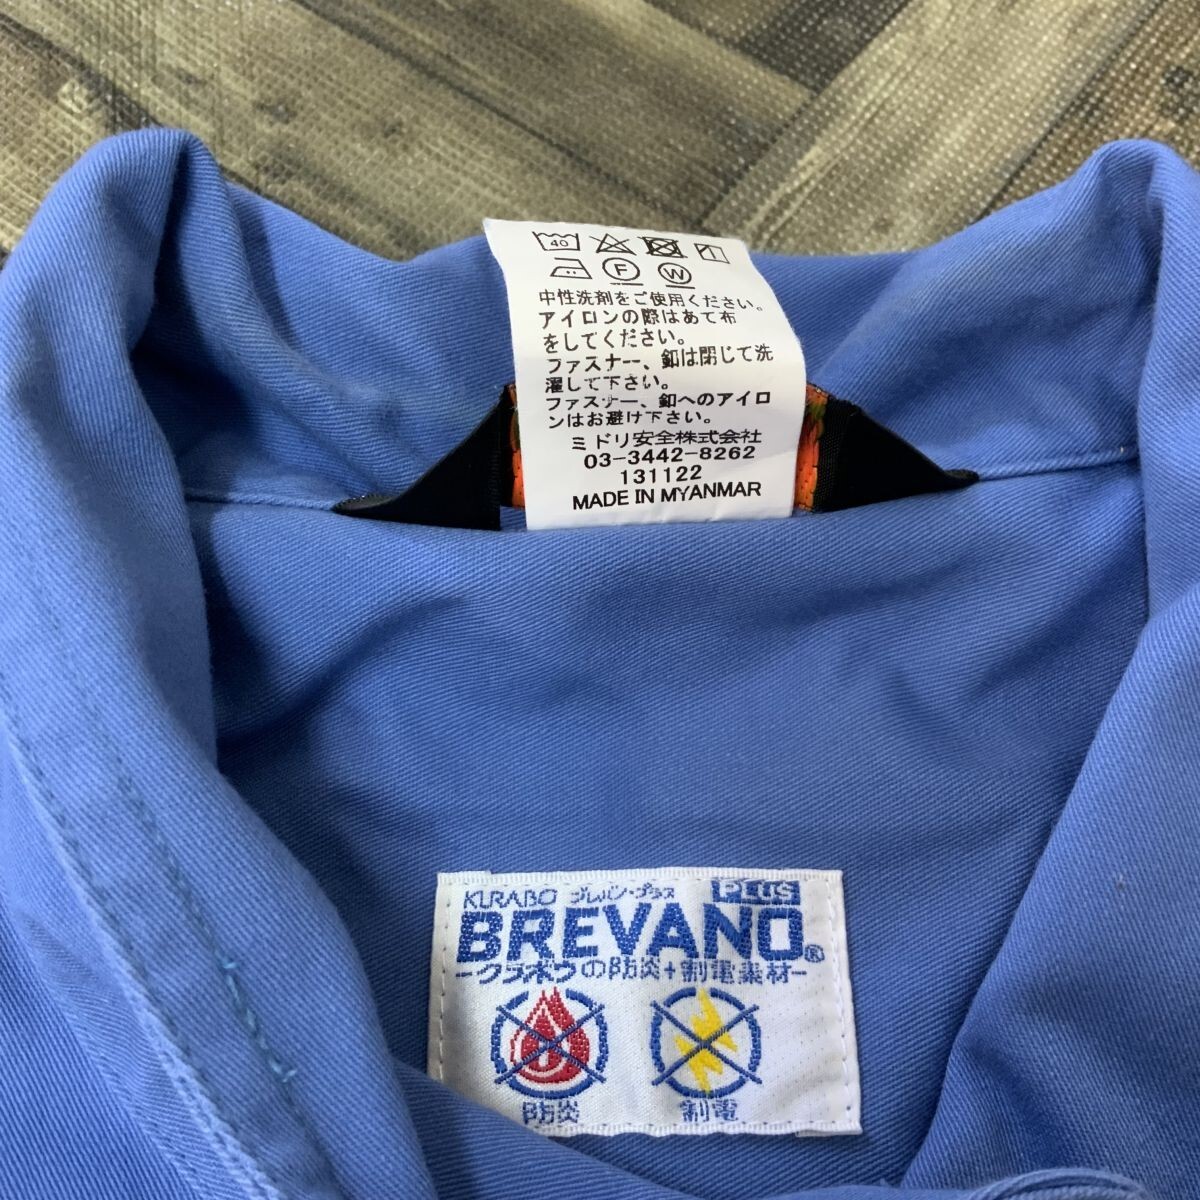 40
F W
中性洗剤をご使用ください。
アイロンの際はあて布
をしてください。
ファスナー、釦は閉じて洗
濯して下さい。
ファスナー、釦へのアイロ
ンはお避け下さい。
ミドリ安全株式会社
03-3442-8262
131122
MADE IN MYANMAR
KURABO ブレバノ・プラス PLUS
BREVANO®
-クラボウの防炎+制電素材-
防炎 制電